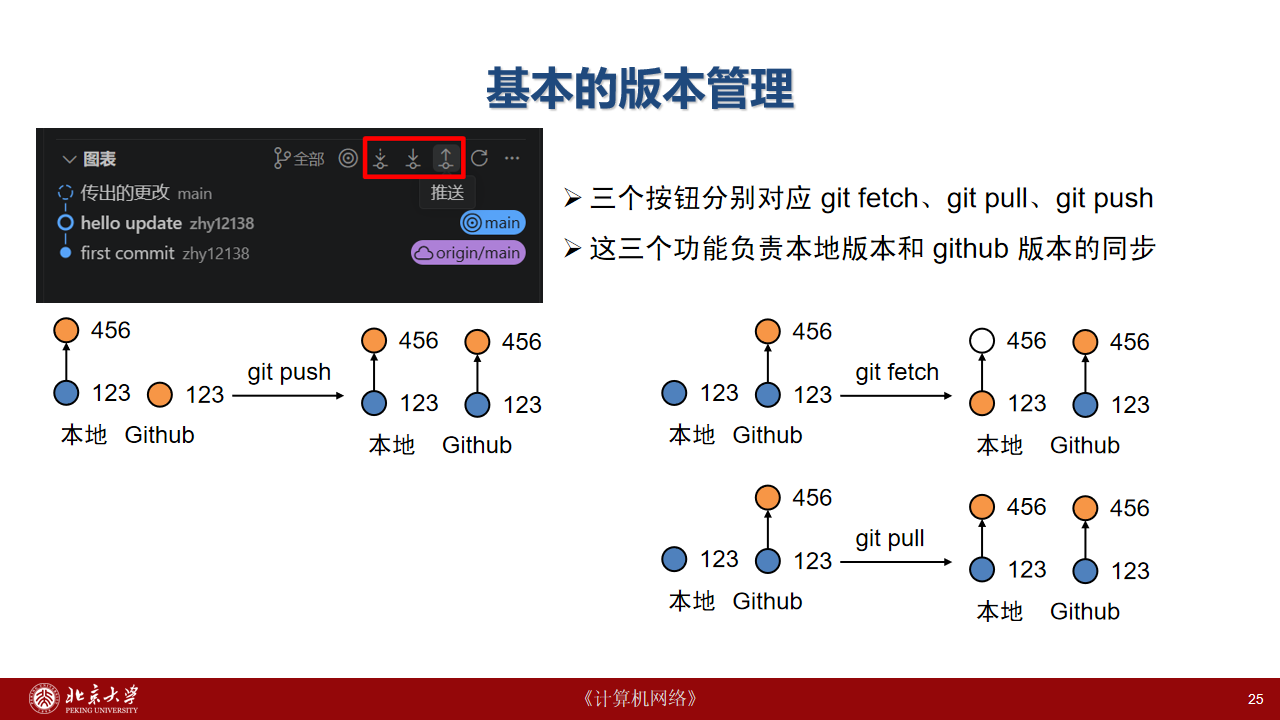 基本的版本管理
图表
全部
推送
传出的更改 main
hello update zhy12138
main
first commit zhy12138
origin/main
三个按钮分别对应 git fetch、git pull、git push
这三个功能负责本地版本和 github 版本的同步
456
123
123
本地 Github
git push
456 456
123 123
本地 Github
456
123 123
本地 Github
git fetch
456 456
123 123
本地 Github
456
123 123
本地 Github
git pull
456 456
123 123
本地 Github
北京大学
PEKING UNIVERSITY
《计算机网络》
25